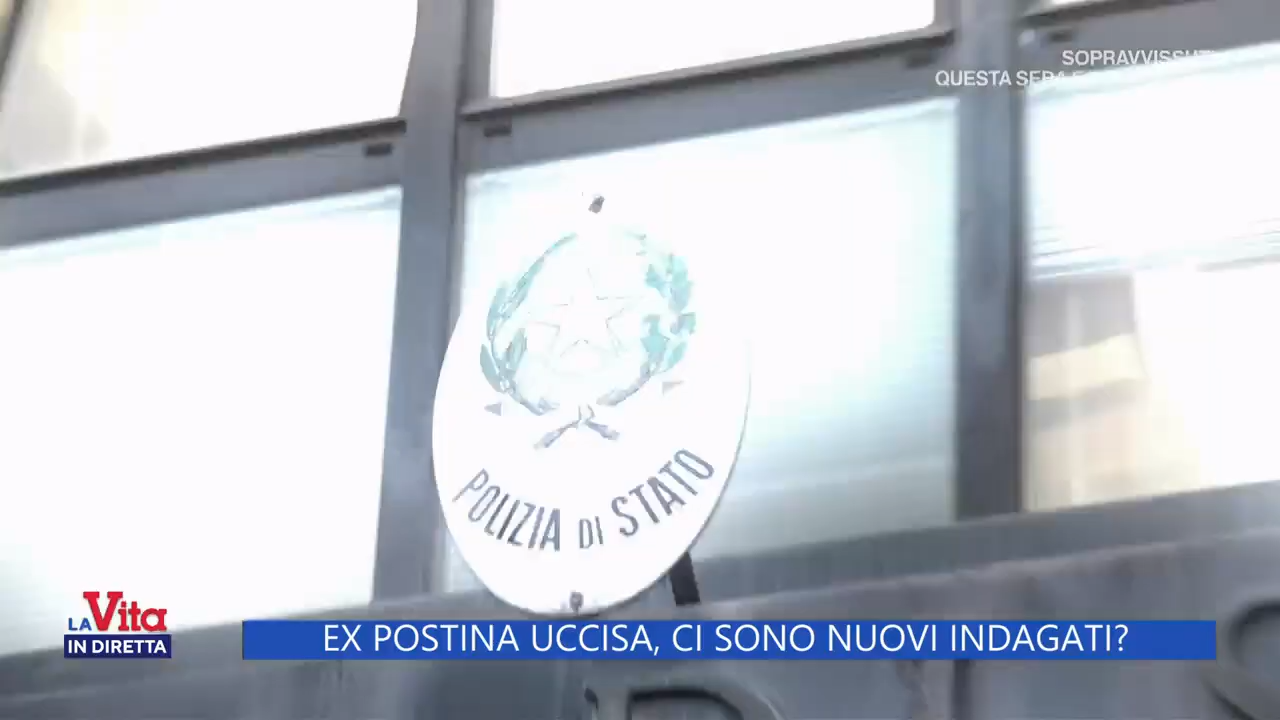 SOPRAVVISSUTI
QUESTA SERA
POLIZIA DI STATO
LA Vita
IN DIRETTA
EX POSTINA UCCISA, CI SONO NUOVI INDAGATI?